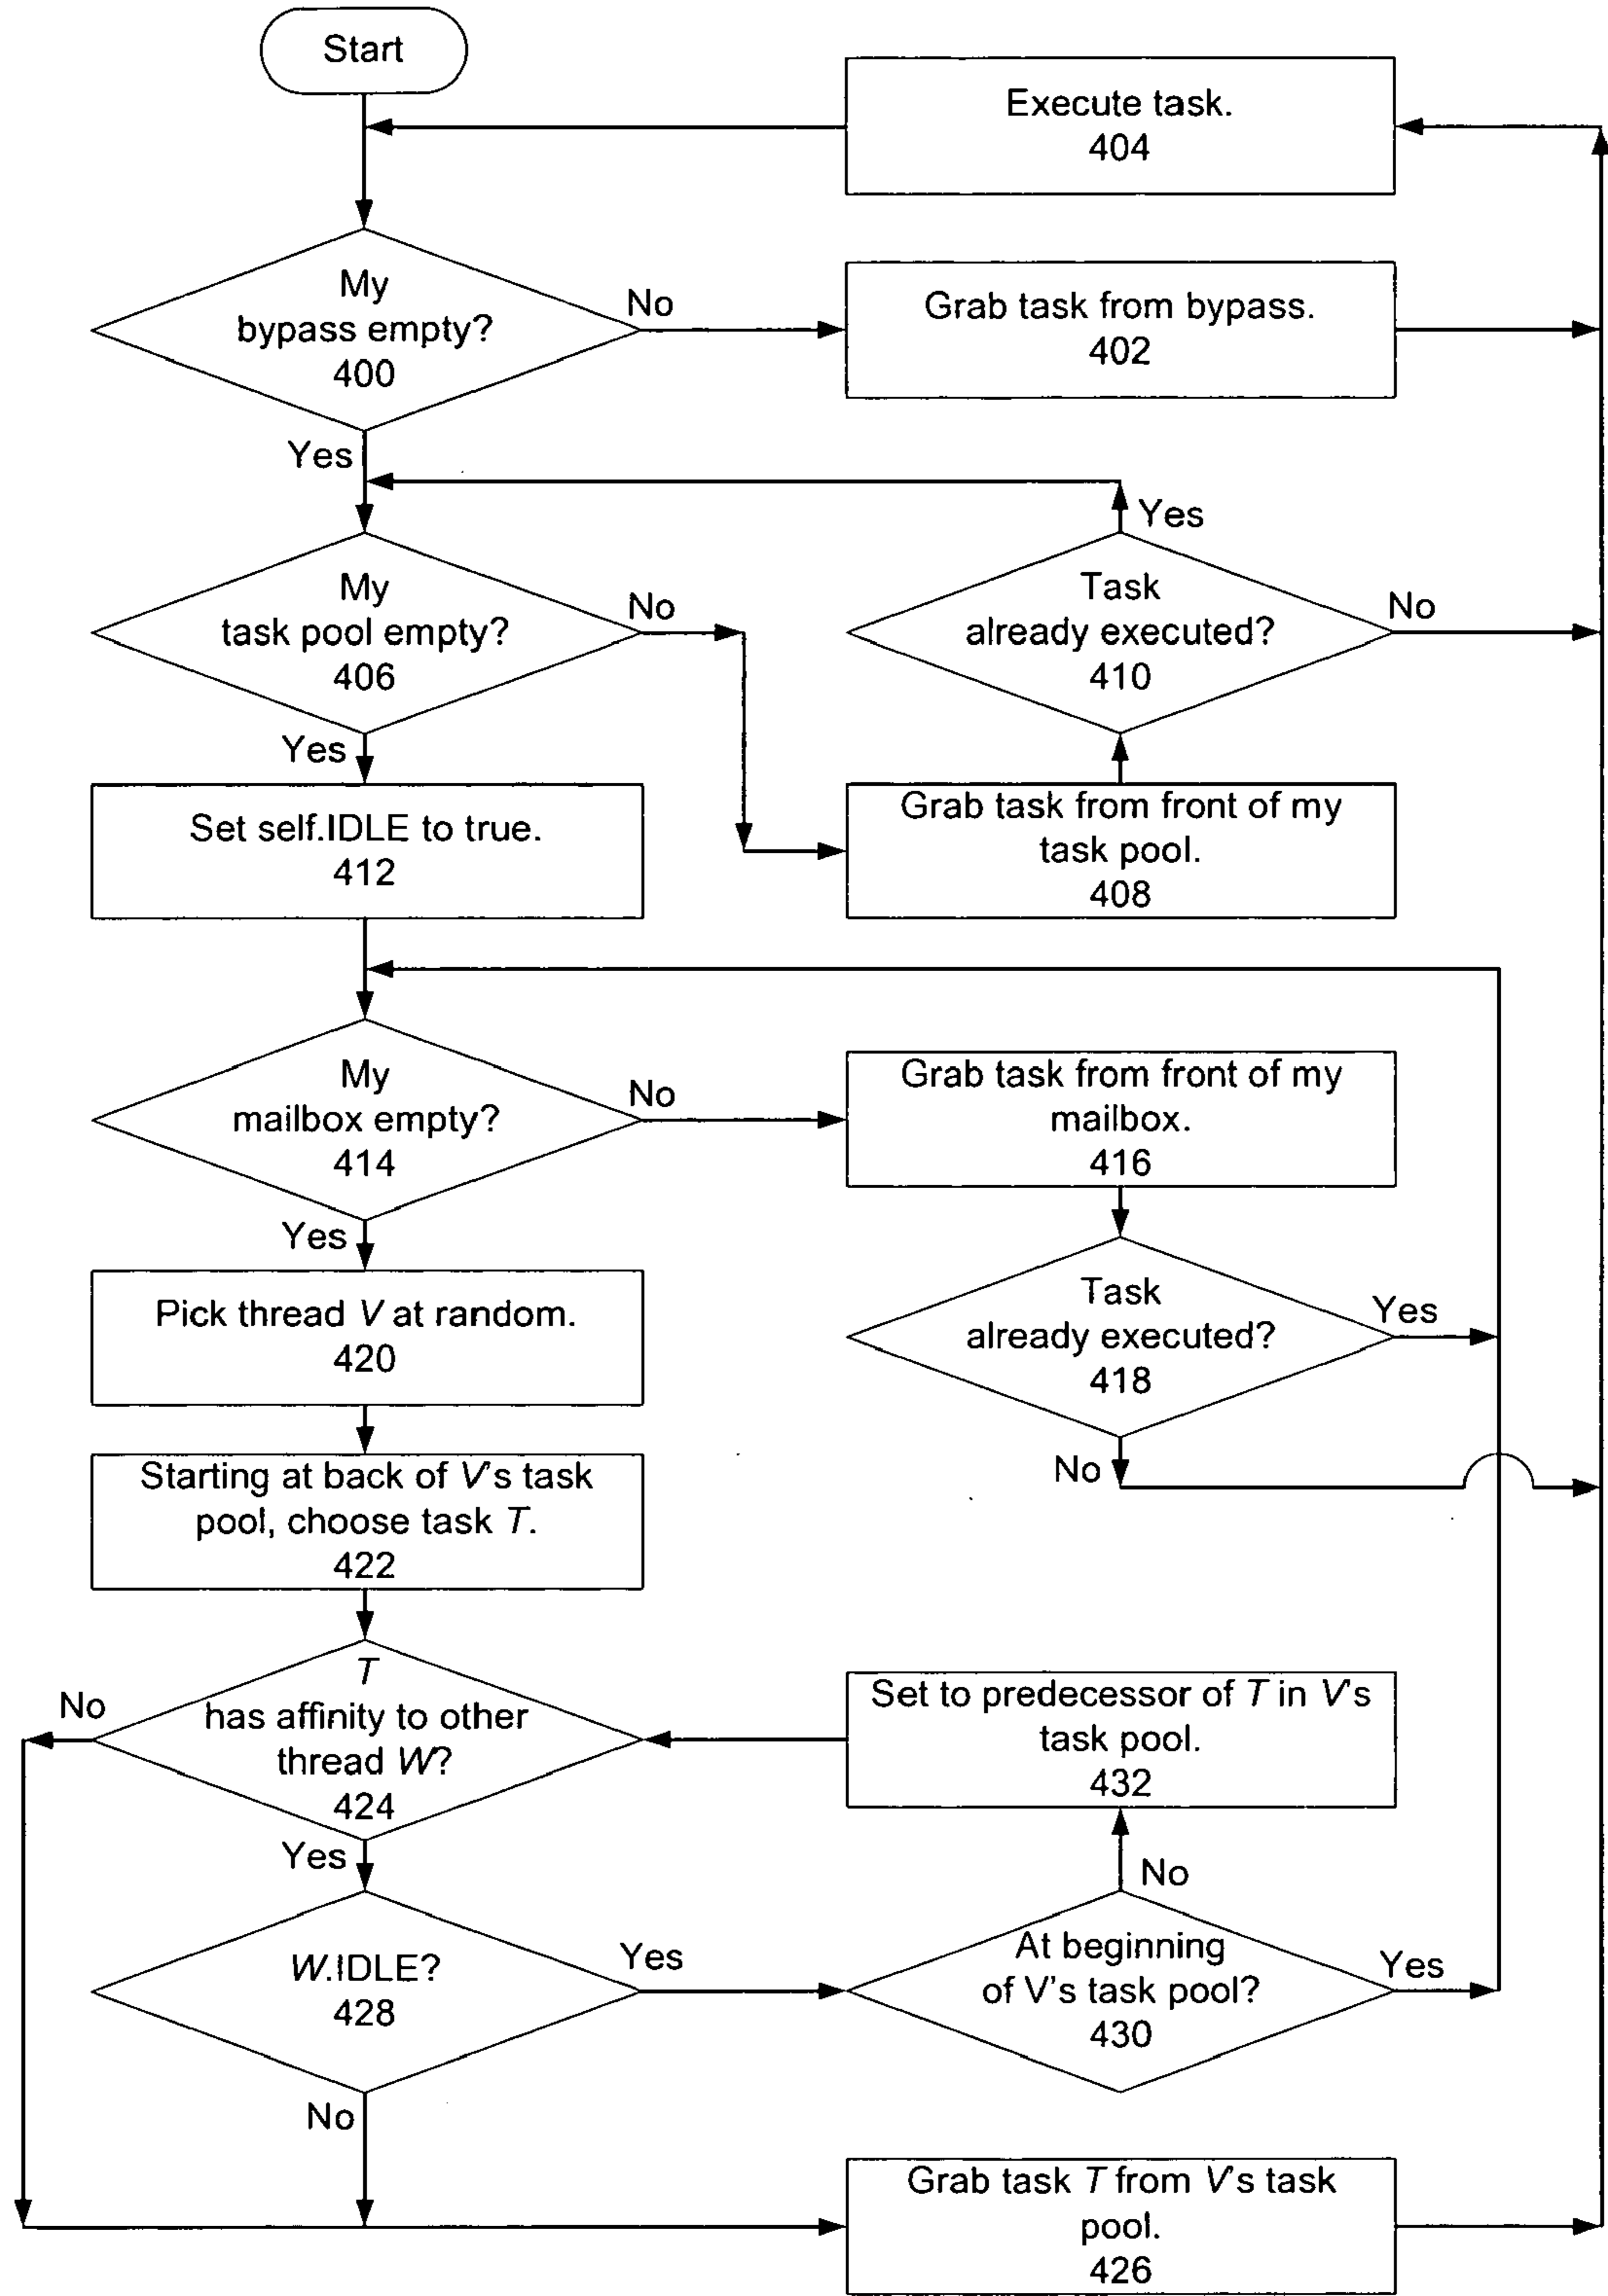 Start
Execute task.
404
My
bypass empty?
400
No
Grab task from bypass.
402
Yes
Yes
My
task pool empty?
406
No
Task
already executed?
410
No
Yes
Set self.IDLE to true.
412
Grab task from front of my
task pool.
408
My
mailbox empty?
414
No
Grab task from front of my
mailbox.
416
Yes
Pick thread V at random.
420
Task
already executed?
418
Yes
No
Starting at back of V's task
pool, choose task T.
422
No
T
has affinity to other
thread W?
424
Set to predecessor of T in V's
task pool.
432
Yes
No
W.IDLE?
428
Yes
At beginning
of V's task pool?
430
Yes
No
Grab task T from V's task
pool.
426